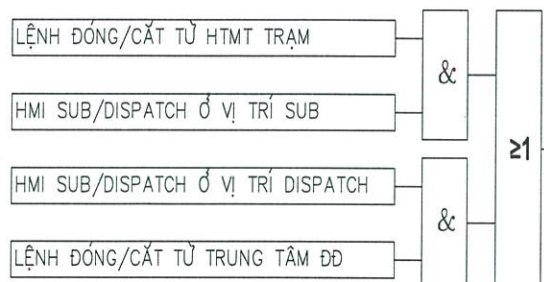 LỆNH ĐÓNG/CẮT TỪ HTMT TRẠM
&
HMI SUB/DISPATCH Ở VỊ TRÍ SUB
≥1
HMI SUB/DISPATCH Ở VỊ TRÍ DISPATCH
&
LỆNH ĐÓNG/CẮT TỪ TRUNG TÂM ĐĐ